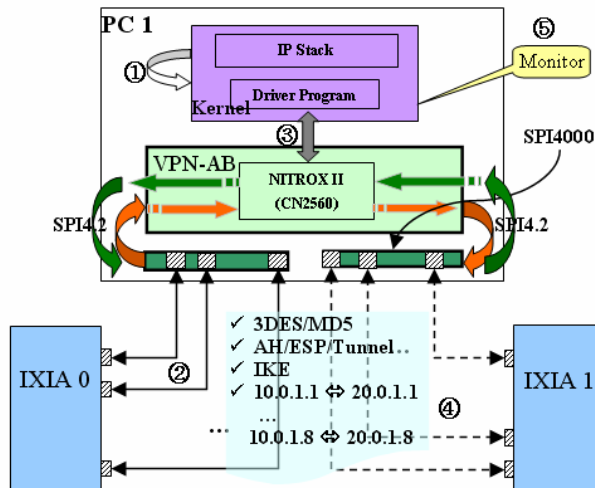 PC 1
IP Stack
①
Driver Program
Kernel
⑤
Monitor
③
SPI4000
VPN-AB
NITROX II
(CN2560)
SPI4.2
SPI4.2
✓ 3DES/MD5
✓ AH/ESP/Tunnel...
✓ IKE
✓ 10.0.1.1 ⇔ 20.0.1.1
... ...
10.0.1.8 ⇔ 20.0.1.8
IXIA 0
②
④
IXIA 1